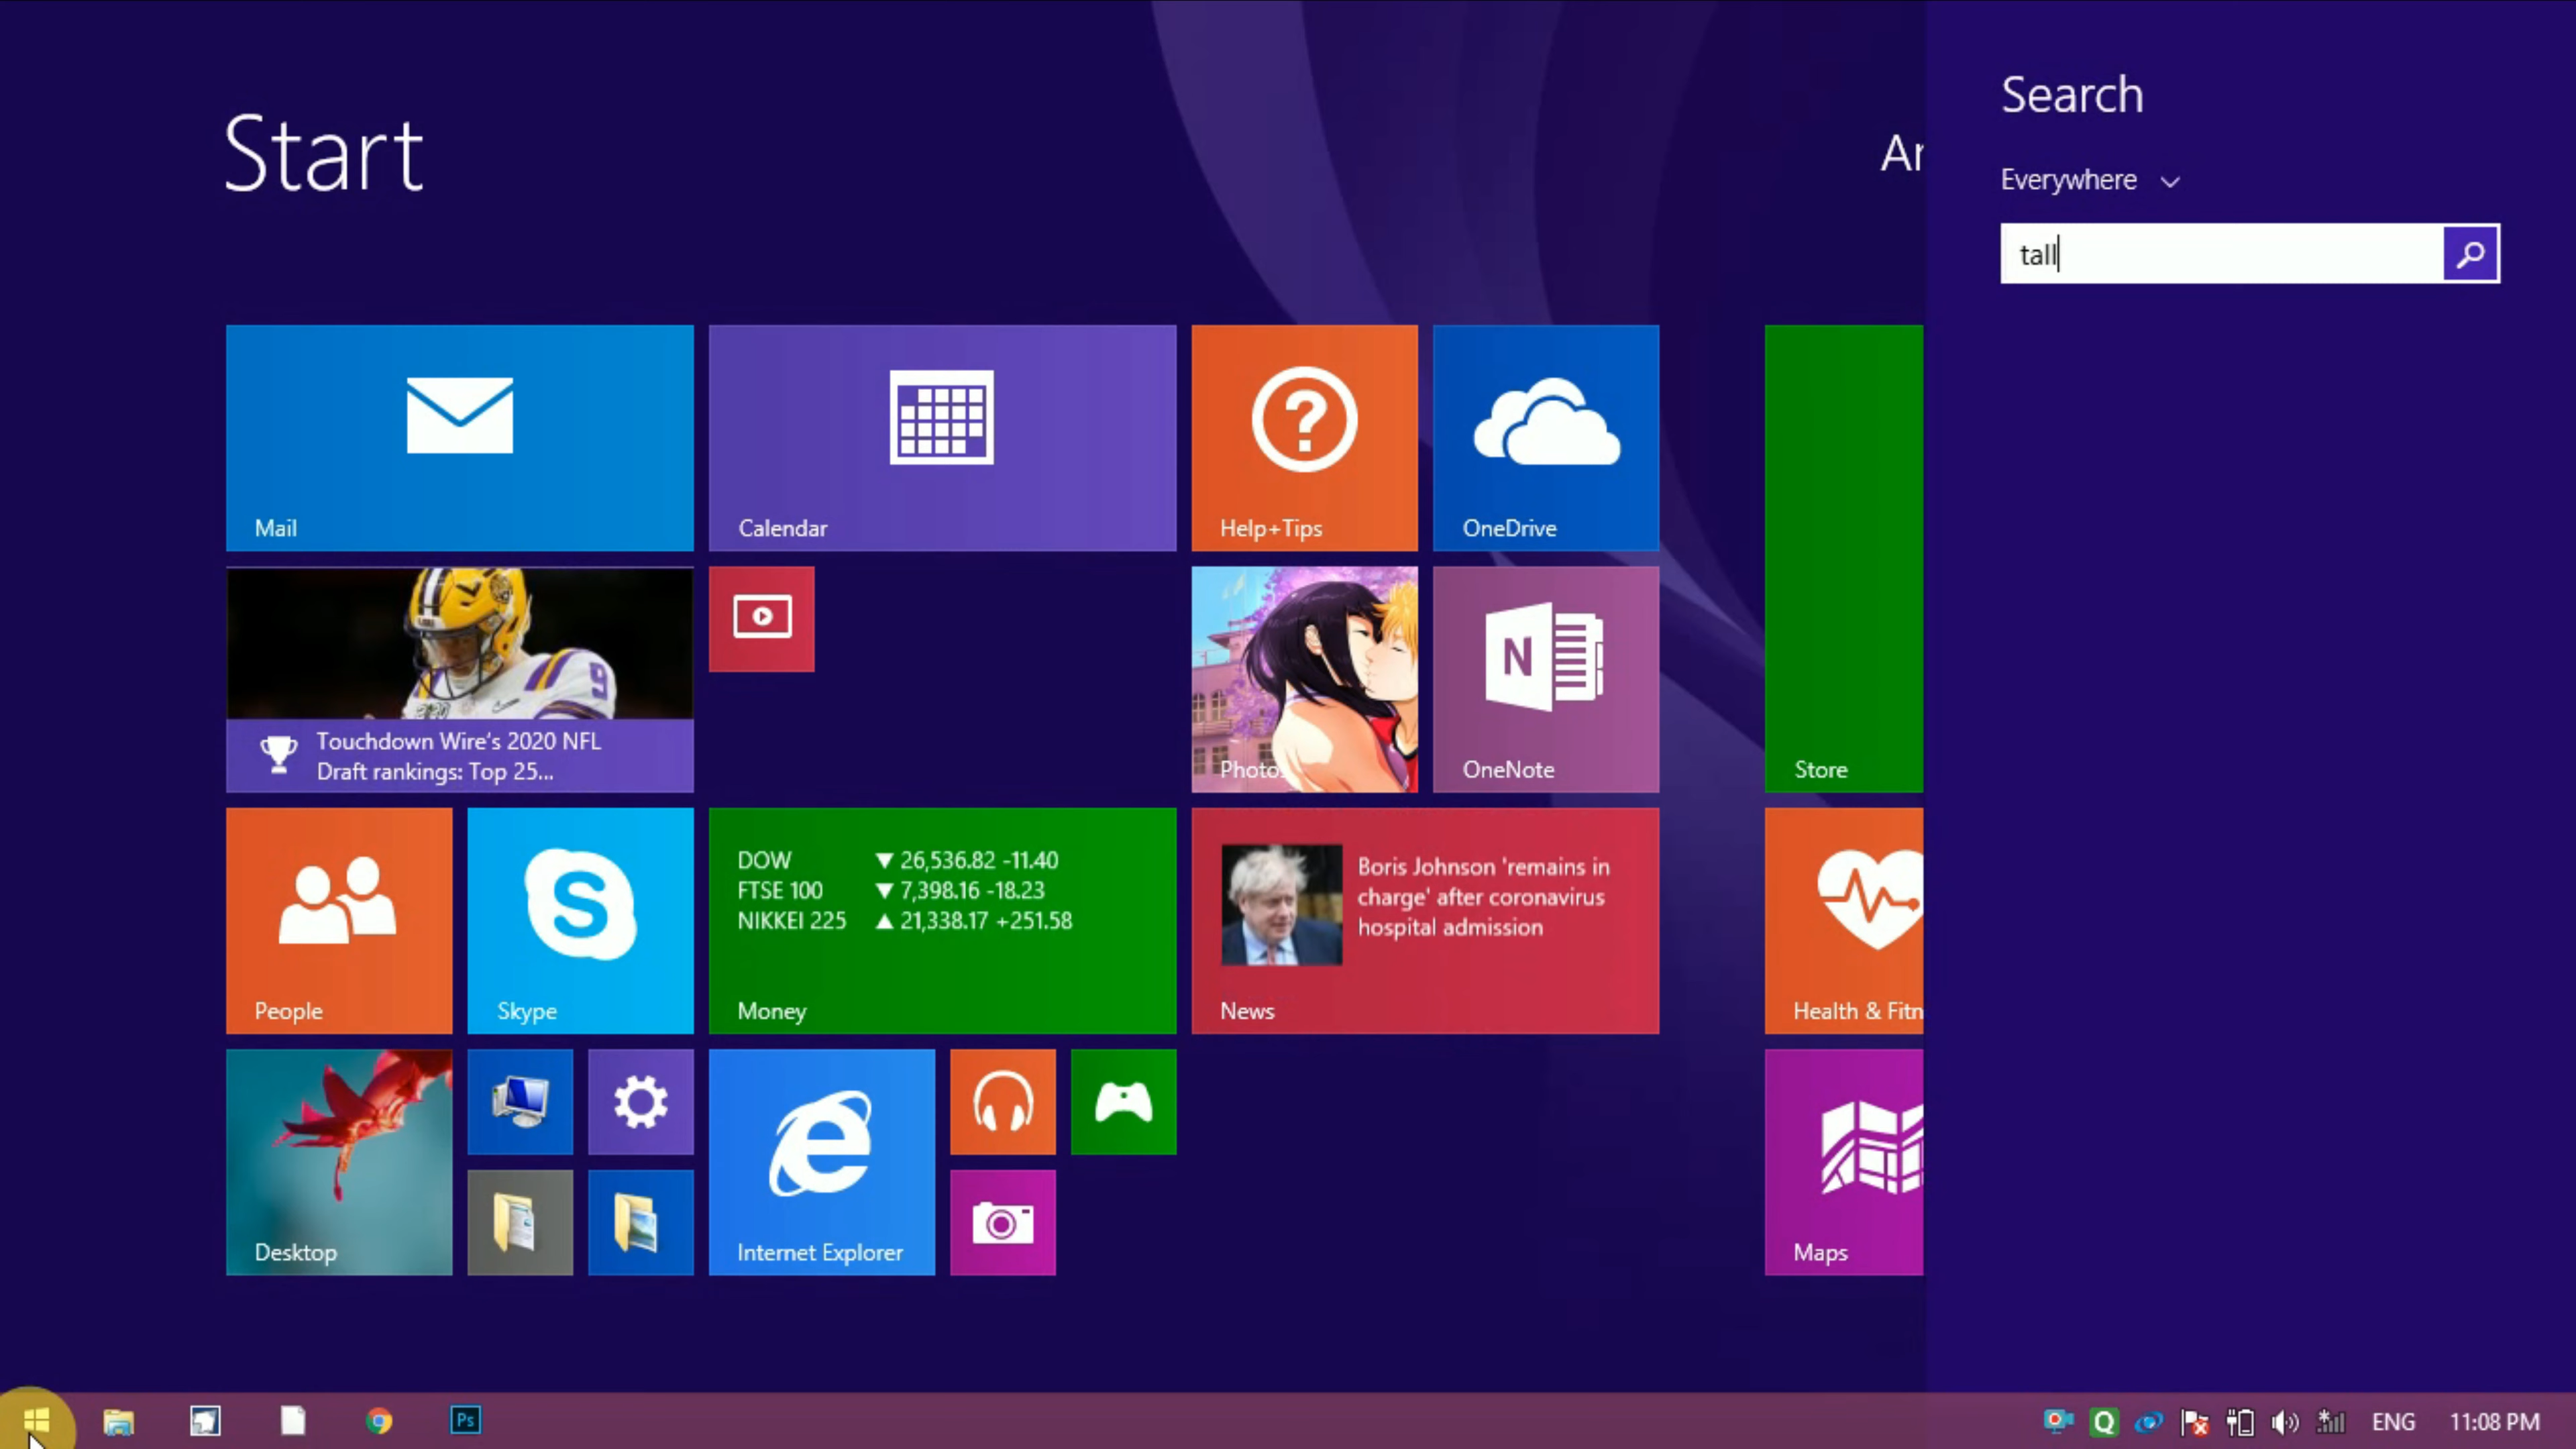 Start
Ar
Search
Everywhere
tall
Mail
Calendar
Help+Tips
OneDrive
9
Touchdown Wire's 2020 NFL
Draft rankings: Top 25...
Photos
N
OneNote
Store
People
S
Skype
DOW ▼ 26,536.82 -11.40
FTSE 100 ▼ 7,398.16 -18.23
NIKKEI 225 ▲ 21,338.17 +251.58
Money
Boris Johnson 'remains in
charge' after coronavirus
hospital admission
News
Health & Fitn
Desktop
Internet Explorer
Maps
Ps
Q
ENG
11:08 PM